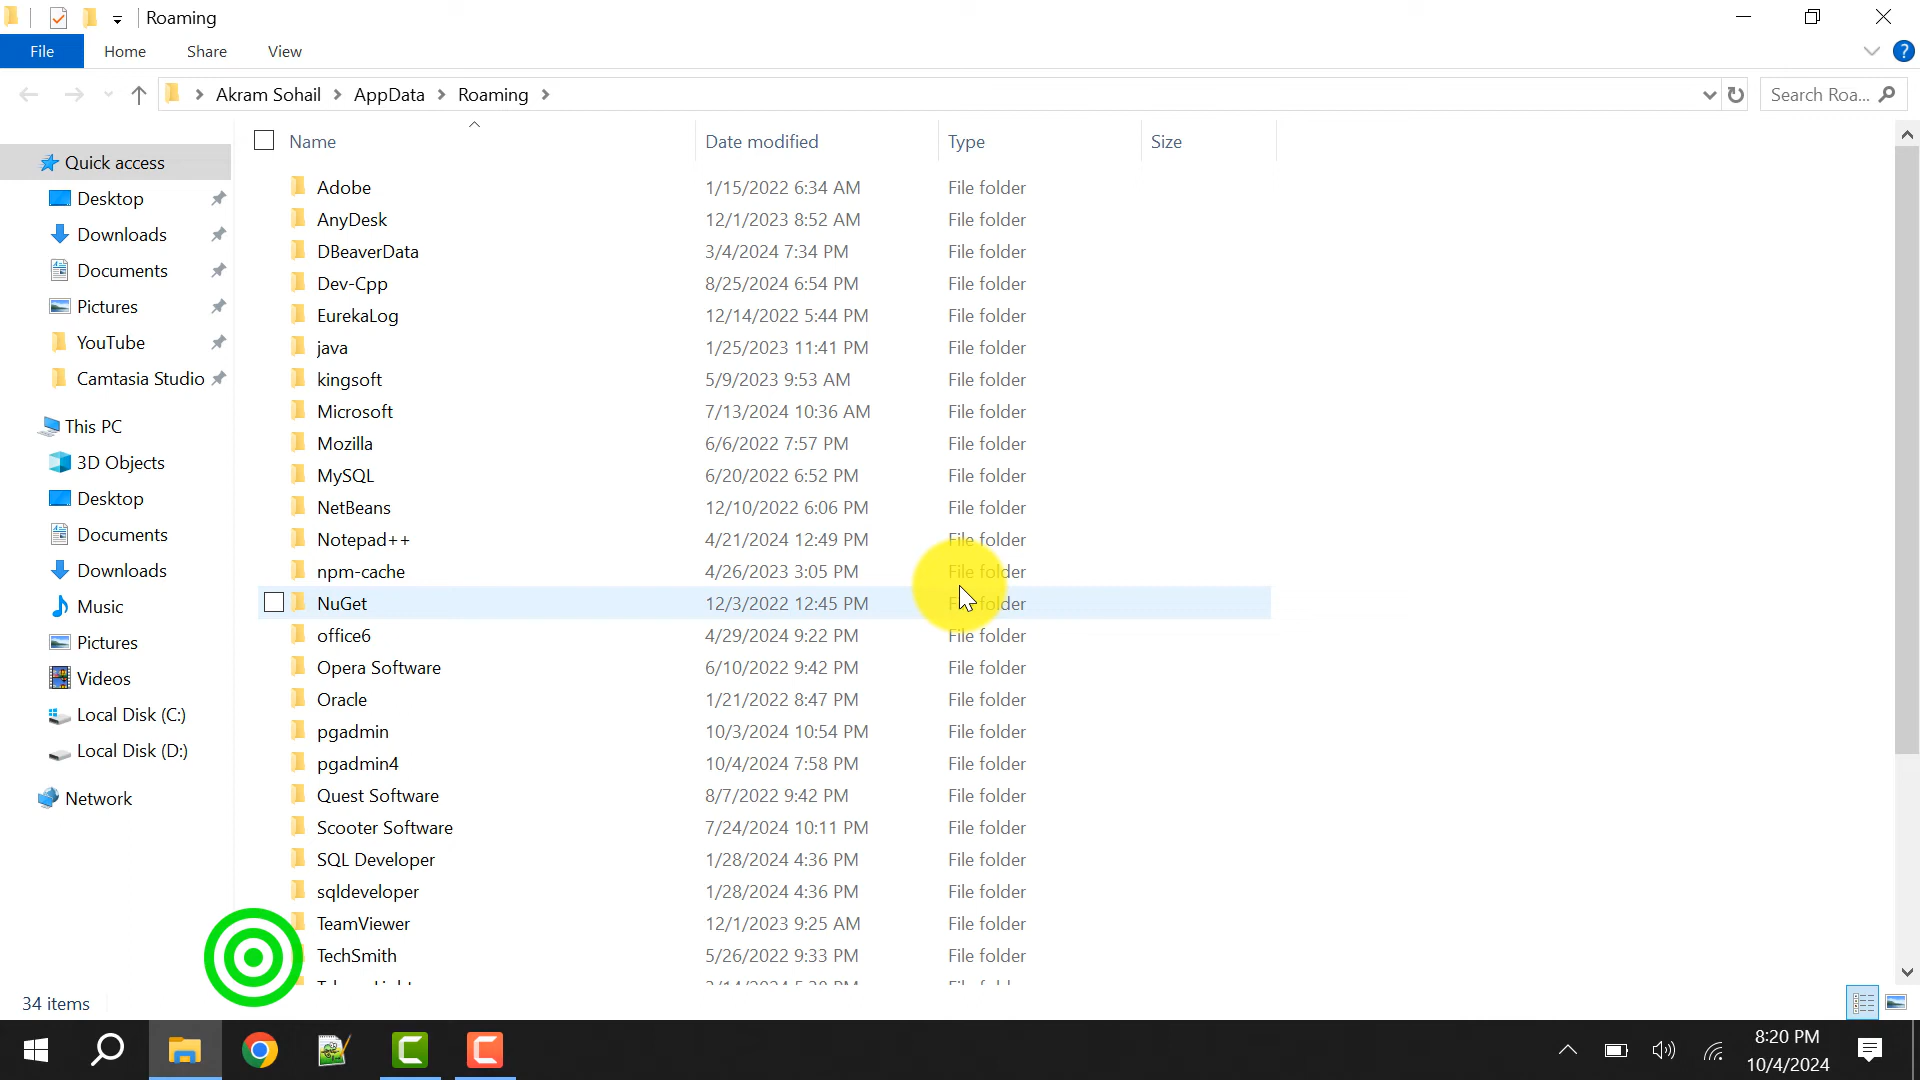 Roaming
File Home Share View
Akram Sohail AppData Roaming
Search Roa...
Name Date modified Type Size
Quick access
Desktop
Downloads
Documents
Pictures
YouTube
Camtasia Studio
This PC
3D Objects
Desktop
Documents
Downloads
Music
Pictures
Videos
Local Disk (C:)
Local Disk (D:)
Network
Adobe 1/15/2022 6:34 AM File folder
AnyDesk 12/1/2023 8:52 AM File folder
DBeaverData 3/4/2024 7:34 PM File folder
Dev-Cpp 8/25/2024 6:54 PM File folder
EurekaLog 12/14/2022 5:44 PM File folder
java 1/25/2023 11:41 PM File folder
kingsoft 5/9/2023 9:53 AM File folder
Microsoft 7/13/2024 10:36 AM File folder
Mozilla 6/6/2022 7:57 PM File folder
MySQL 6/20/2022 6:52 PM File folder
NetBeans 12/10/2022 6:06 PM File folder
Notepad++ 4/21/2024 12:49 PM File folder
npm-cache 4/26/2023 3:05 PM File folder
NuGet 12/3/2022 12:45 PM File folder
office6 4/29/2024 9:22 PM File folder
Opera Software 6/10/2022 9:42 PM File folder
Oracle 1/21/2022 8:47 PM File folder
pgadmin 10/3/2024 10:54 PM File folder
pgadmin4 10/4/2024 7:58 PM File folder
Quest Software 8/7/2022 9:42 PM File folder
Scooter Software 7/24/2024 10:11 PM File folder
SQL Developer 1/28/2024 4:36 PM File folder
sqldeveloper 1/28/2024 4:36 PM File folder
TeamViewer 12/1/2023 9:25 AM File folder
TechSmith 5/26/2022 9:33 PM File folder
34 items
8:20 PM
10/4/2024